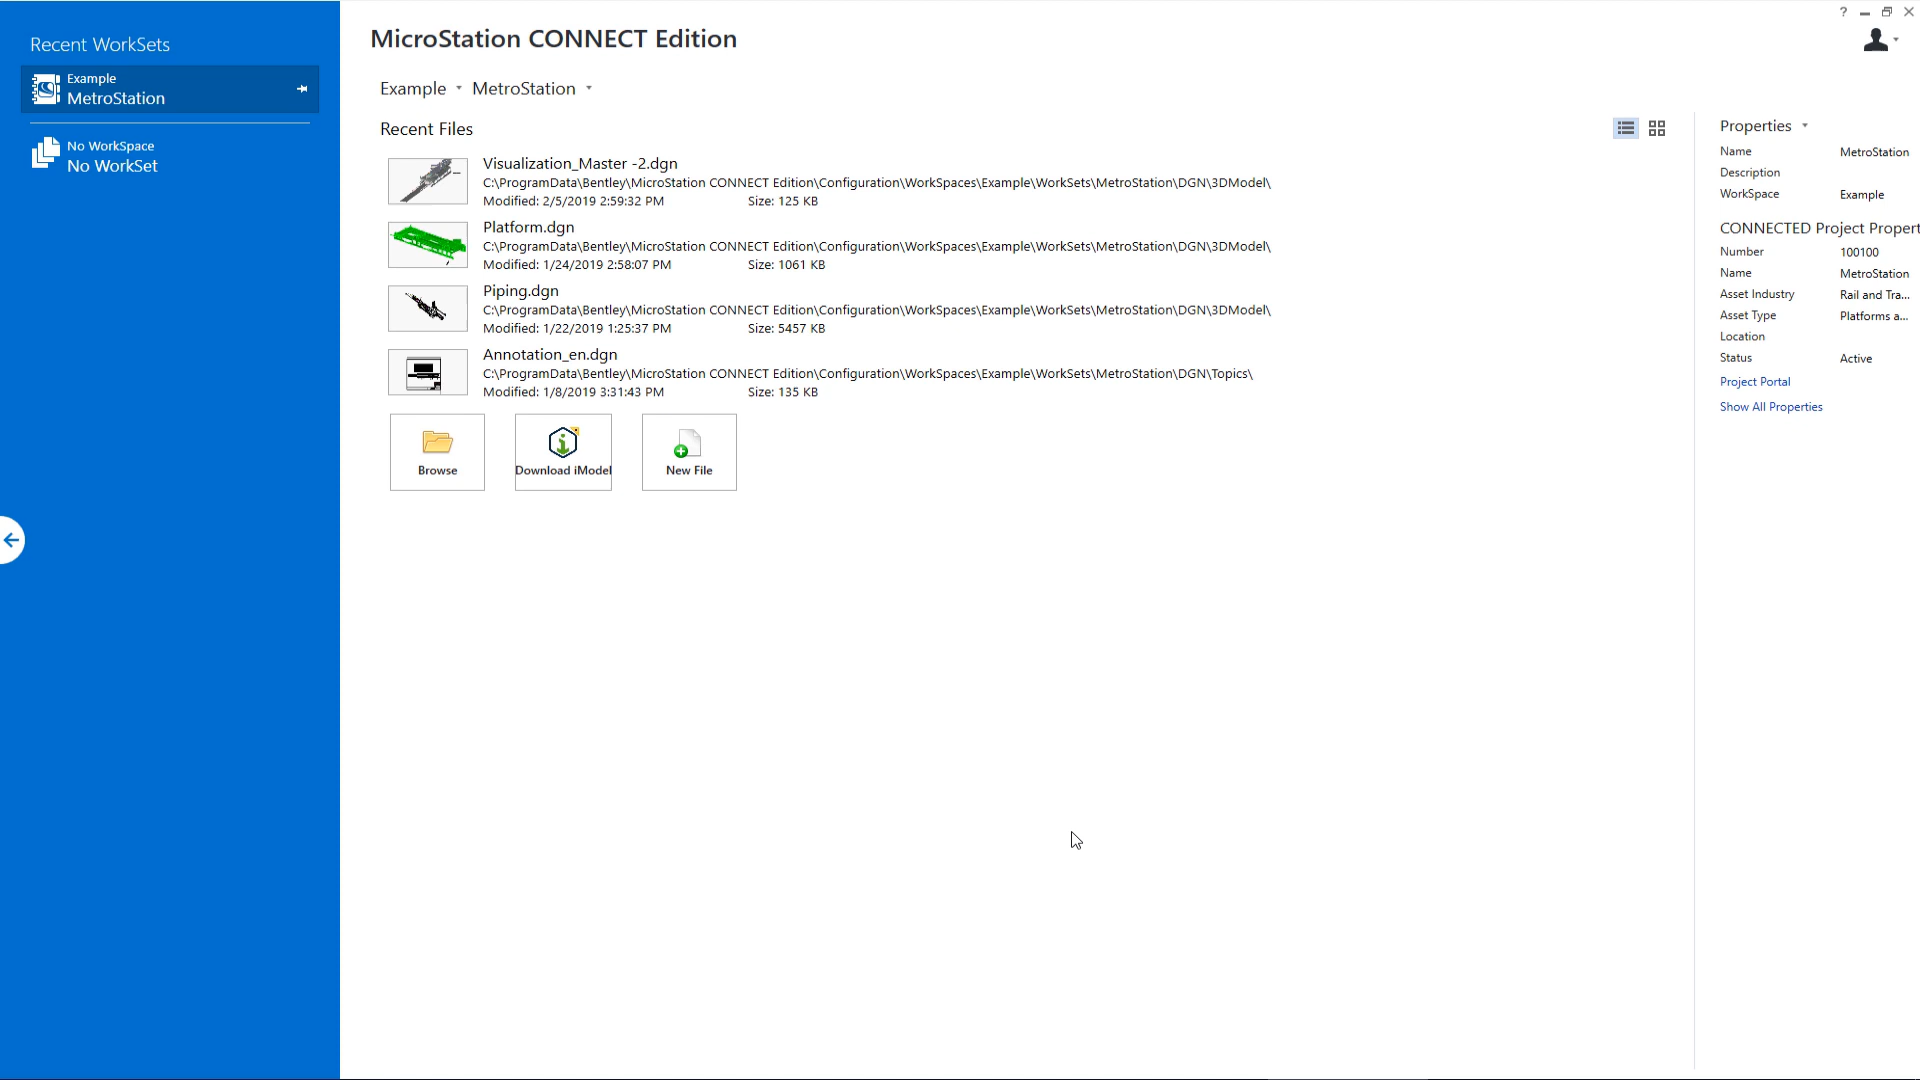 Recent WorkSets
Example
MetroStation
No WorkSpace
No WorkSet
?
MicroStation CONNECT Edition
Example MetroStation
Recent Files
Visualization_Master -2.dgn
C:\ProgramData\Bentley\MicroStation CONNECT Edition\Configuration\WorkSpaces\Example\WorkSets\MetroStation\DGN\3DModel\
Modified: 2/5/2019 2:59:32 PM Size: 125 KB
Platform.dgn
C:\ProgramData\Bentley\MicroStation CONNECT Edition\Configuration\WorkSpaces\Example\WorkSets\MetroStation\DGN\3DModel\
Modified: 1/24/2019 2:58:07 PM Size: 1061 KB
Piping.dgn
C:\ProgramData\Bentley\MicroStation CONNECT Edition\Configuration\WorkSpaces\Example\WorkSets\MetroStation\DGN\3DModel\
Modified: 1/22/2019 1:25:37 PM Size: 5457 KB
Annotation_en.dgn
C:\ProgramData\Bentley\MicroStation CONNECT Edition\Configuration\WorkSpaces\Example\WorkSets\MetroStation\DGN\Topics\
Modified: 1/8/2019 3:31:43 PM Size: 135 KB
Browse
Download iModel
New File
Properties
Name MetroStation
Description
WorkSpace Example
CONNECTED Project Propert
Number 100100
Name MetroStation
Asset Industry Rail and Tra...
Asset Type Platforms a...
Location
Status Active
Project Portal
Show All Properties